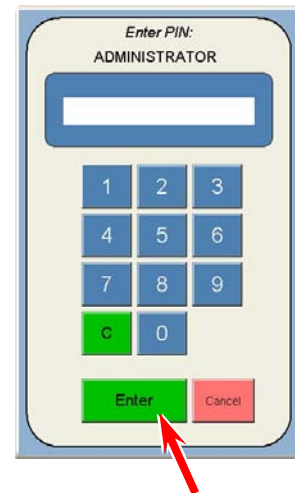 Enter PIN:
ADMINISTRATOR
1 2 3
4 5 6
7 8 9
C 0
Enter Cancel